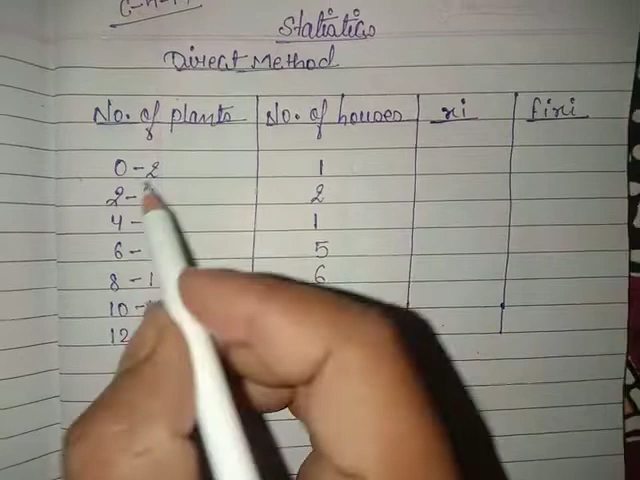 Statistics
Direct Method
No. of plants No. of houses xi fixi
0-2 1
2- 2
4- 1
6- 5
8-1 6
10-
12